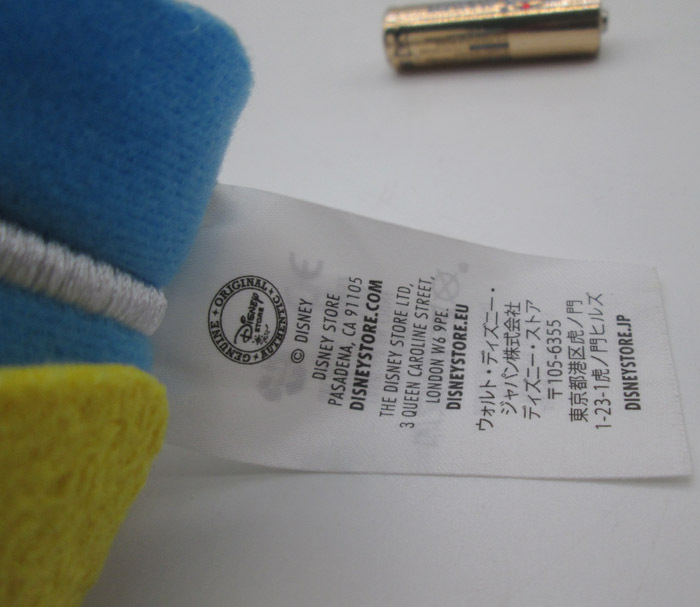 GENUINE • ORIGINAL • AUTHENTIC •
Disney
STORE
© DISNEY
DISNEY STORE
PASADENA, CA 91105
DISNEYSTORE.COM
THE DISNEY STORE LTD,
3 QUEEN CAROLINE STREET,
LONDON W6 9PE.
DISNEYSTORE.EU
ウォルト・ディズニー・
ジャパン株式会社
ディズニー・ストア
〒105-6355
東京都港区虎ノ門
1-23-1虎ノ門ヒルズ
DISNEYSTORE.JP